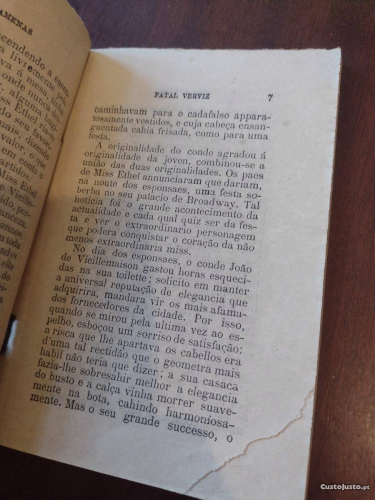 AMENAS
FATAL VERVIZ 7
caminhavam para o cadafulso appara-
tosamente vestidos, e cuja cabeça ensan-
guentada cahia frisada, como para uma
festa.
A originalidade do conde agradou á
originalidade da joven, combinou-se a
união das duas originalidades. Os paes
de Miss Ethel annunciaram que dariam,
na noute dos esponsaes, uma festa so-
berba no seu palacio de Broadway. Tal
noticia foi o grande acontecimento da
actualidade e cada qual quiz ser da fes-
ta e ver o extraordinario personagem
que podera conquistar o coração da não
menos extraordinaria miss.
No dia dos esponsaes, o conde João
de Vieillemaison gastou horas esqueci-
das na sua toilette; solicito em manter
a universal reputação de elegancia que
adquirira, mandara vir os mais afama-
dos fornecedores da cidade. Por isso,
quando se mirou pela ultima vez ao es-
pelho, esboçou um sorriso de satisfação:
a risca que lhe apartava os cabellos era
d'uma tal rectidão que o geometra mais
habil não teria que dizer; a sua casaca
fazia-lhe sobresahir melhor a elegancia
do busto e a calça vinha morrer suave-
mente na bota, cahindo harmoniosa-
mente. Mas o seu grande successo, o
CustoJusto.pt